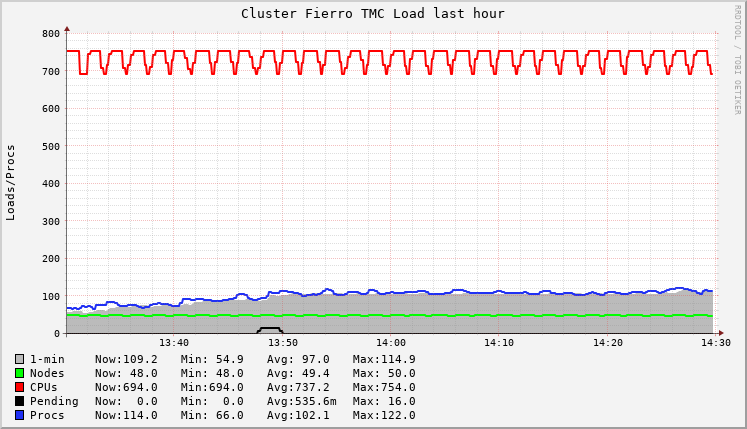 Cluster Fierro TMC Load last hour
RRDTOOL / TOBI OETIKER
Loads/Procs
800
700
600
500
400
300
200
100
0
13:40 13:50 14:00 14:10 14:20 14:30
1-min Now:109.2 Min: 54.9 Avg: 97.0 Max:114.9
Nodes Now: 48.0 Min: 48.0 Avg: 49.4 Max: 50.0
CPUs Now:694.0 Min:694.0 Avg:737.2 Max:754.0
Pending Now: 0.0 Min: 0.0 Avg:535.6m Max: 16.0
Procs Now:114.0 Min: 66.0 Avg:102.1 Max:122.0